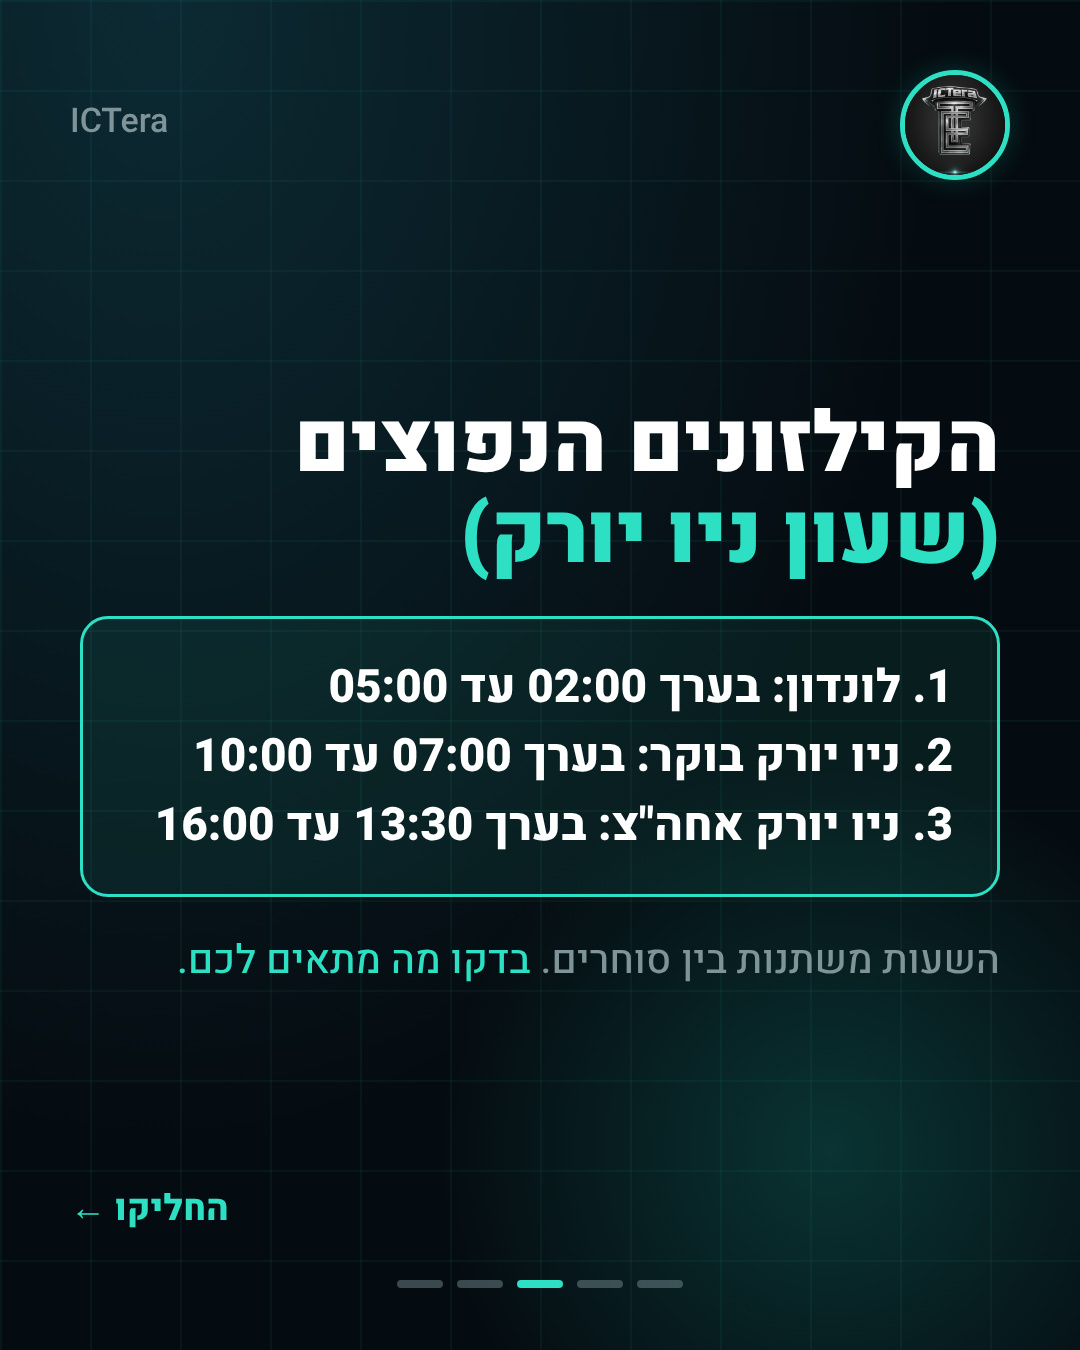 ICTera
ICTera
הקילזונים הנפוצים
(שעון ניו יורק)
1. לונדון: בערך 02:00 עד 05:00
2. ניו יורק בוקר: בערך 07:00 עד 10:00
3. ניו יורק אחה"צ: בערך 13:30 עד 16:00
השעות משתנות בין סוחרים. בדקו מה מתאים לכם.
החליקו ←